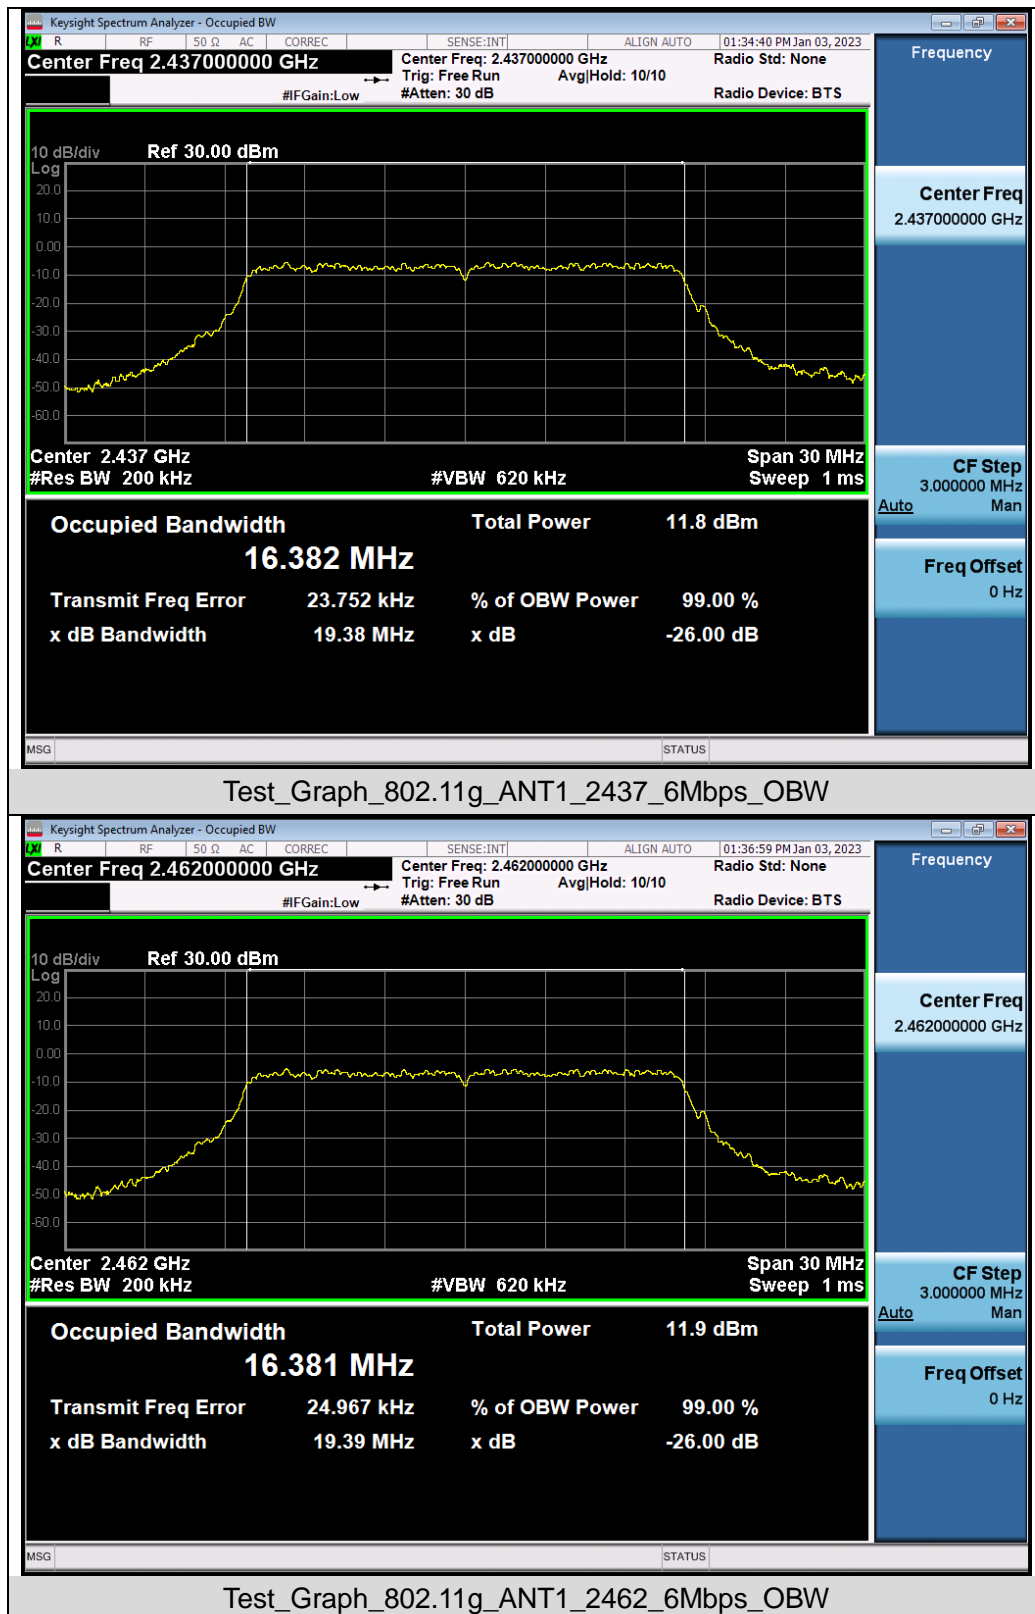 Keysight Spectrum Analyzer - Occupied BW
LXI R RF 50 Ω AC CORREC SENSE:INT ALIGN AUTO 01:34:40 PM Jan 03, 2023
Center Freq 2.437000000 GHz
Center Freq: 2.437000000 GHz Radio Std: None
Trig: Free Run Avg|Hold: 10/10
#IFGain:Low #Atten: 30 dB Radio Device: BTS
Frequency
10 dB/div Ref 30.00 dBm
Log
20.0
10.0
0.00
-10.0
-20.0
-30.0
-40.0
-50.0
-60.0
Center 2.437 GHz Span 30 MHz
#Res BW 200 kHz #VBW 620 kHz Sweep 1 ms
Center Freq
2.437000000 GHz
CF Step
3.000000 MHz
Auto Man
Freq Offset
0 Hz
Occupied Bandwidth Total Power 11.8 dBm
16.382 MHz
Transmit Freq Error 23.752 kHz % of OBW Power 99.00 %
x dB Bandwidth 19.38 MHz x dB -26.00 dB
MSG STATUS
Test_Graph_802.11g_ANT1_2437_6Mbps_OBW
Keysight Spectrum Analyzer - Occupied BW
LXI R RF 50 Ω AC CORREC SENSE:INT ALIGN AUTO 01:36:59 PM Jan 03, 2023
Center Freq 2.462000000 GHz
Center Freq: 2.462000000 GHz Radio Std: None
Trig: Free Run Avg|Hold: 10/10
#IFGain:Low #Atten: 30 dB Radio Device: BTS
Frequency
10 dB/div Ref 30.00 dBm
Log
20.0
10.0
0.00
-10.0
-20.0
-30.0
-40.0
-50.0
-60.0
Center 2.462 GHz Span 30 MHz
#Res BW 200 kHz #VBW 620 kHz Sweep 1 ms
Center Freq
2.462000000 GHz
CF Step
3.000000 MHz
Auto Man
Freq Offset
0 Hz
Occupied Bandwidth Total Power 11.9 dBm
16.381 MHz
Transmit Freq Error 24.967 kHz % of OBW Power 99.00 %
x dB Bandwidth 19.39 MHz x dB -26.00 dB
MSG STATUS
Test_Graph_802.11g_ANT1_2462_6Mbps_OBW